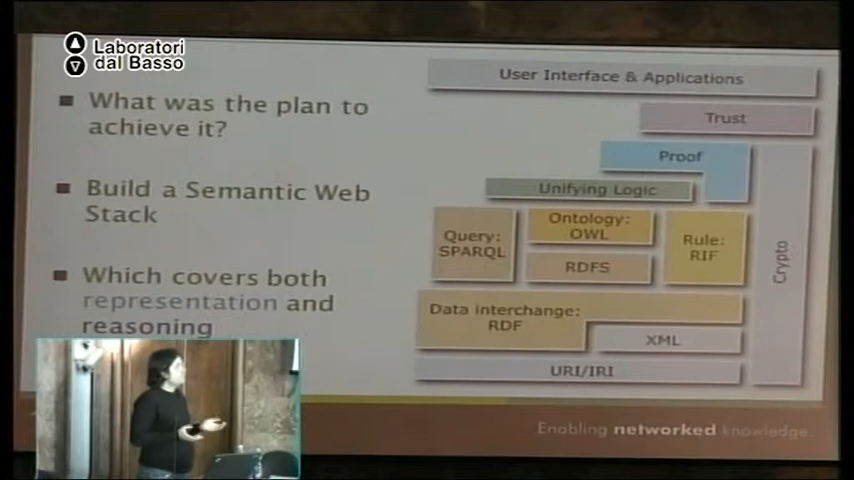 Laboratori
dal Basso
What was the plan to
achieve it?
Build a Semantic Web
Stack
Which covers both
representation and
reasoning
User Interface & Applications
Trust
Proof
Unifying Logic
Query:
SPARQL
Ontology:
OWL
RDFS
Rule:
RIF
Crypto
Data interchange:
RDF
XML
URI/IRI
Enabling networked knowledge.